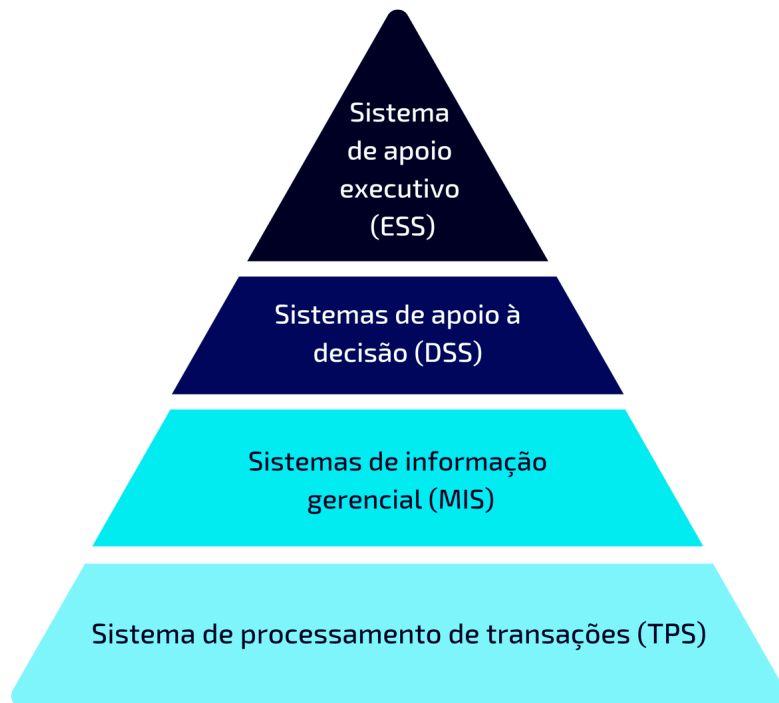 Sistema
de apoio
executivo
(ESS)
Sistemas de apoio à
decisão (DSS)
Sistemas de informação
gerencial (MIS)
Sistema de processamento de transações (TPS)